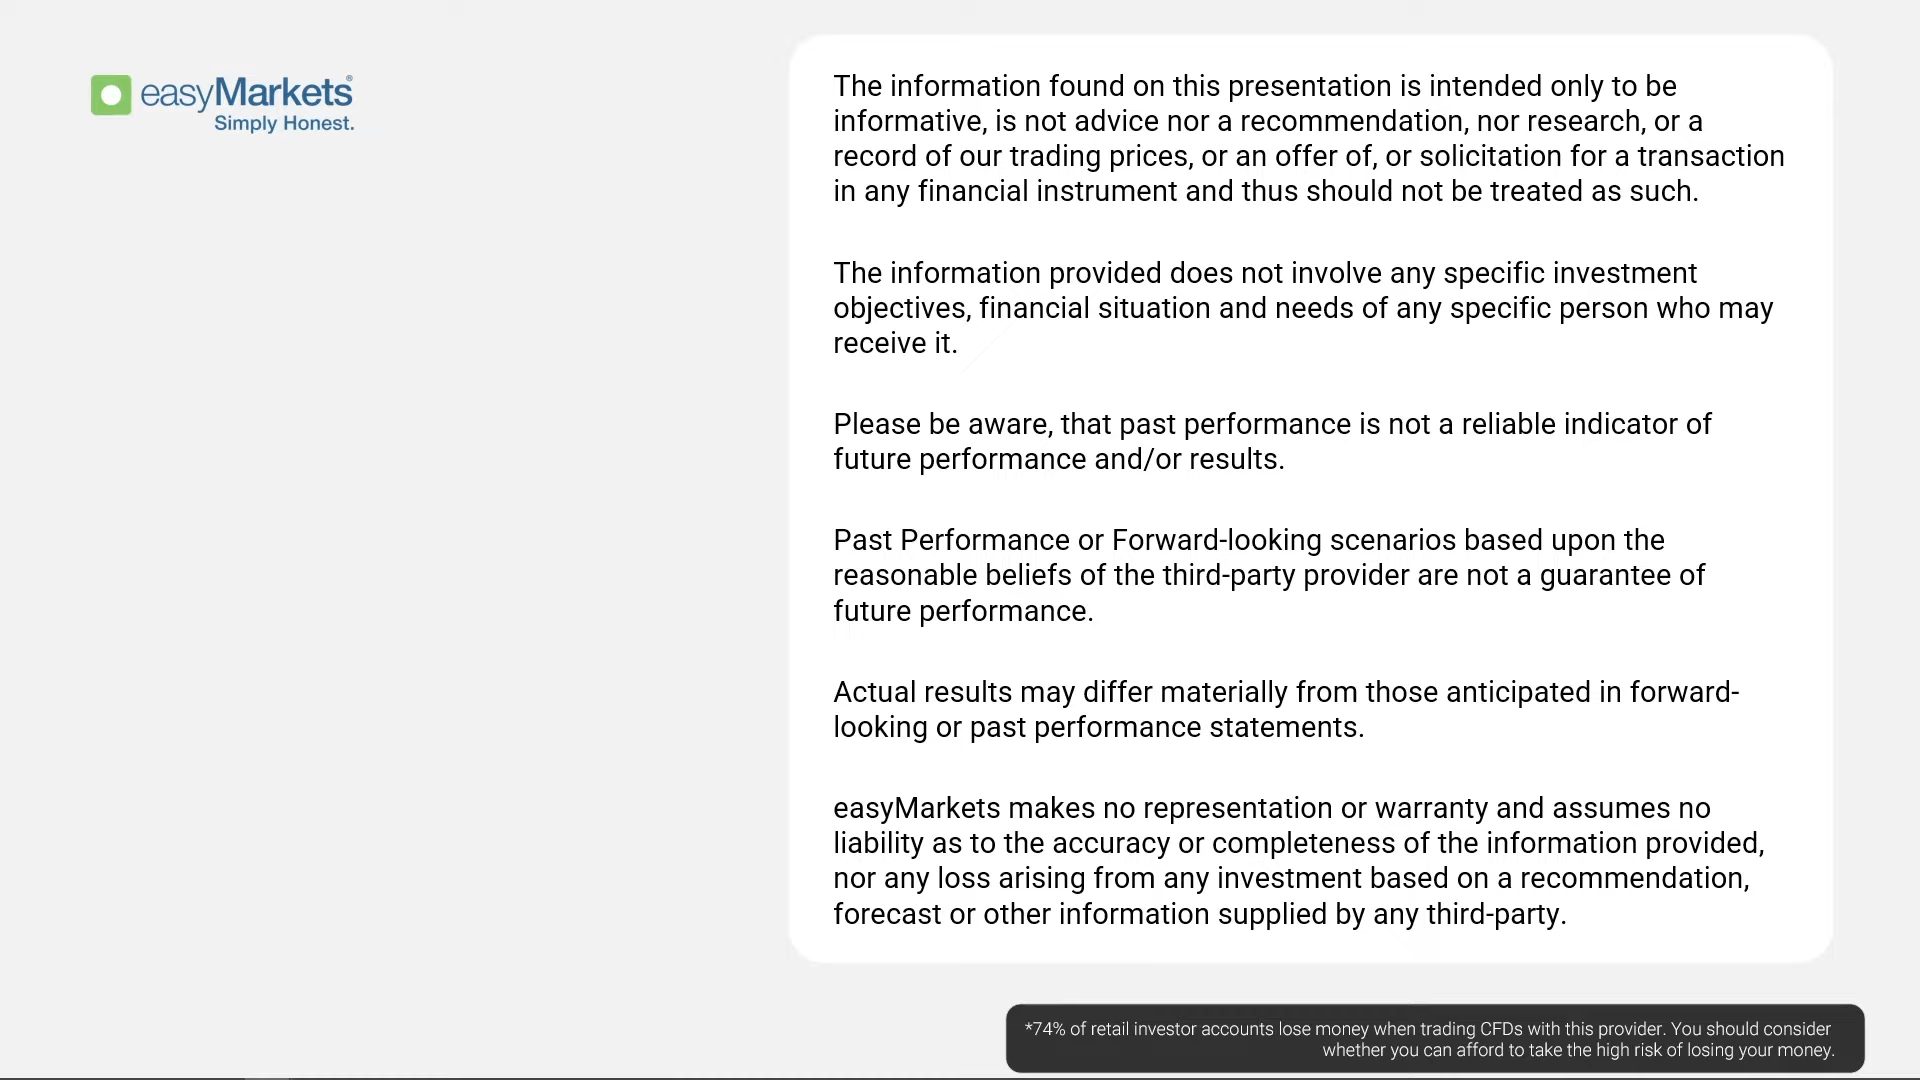 easyMarkets®
Simply Honest.
The information found on this presentation is intended only to be
informative, is not advice nor a recommendation, nor research, or a
record of our trading prices, or an offer of, or solicitation for a transaction
in any financial instrument and thus should not be treated as such.
The information provided does not involve any specific investment
objectives, financial situation and needs of any specific person who may
receive it.
Please be aware, that past performance is not a reliable indicator of
future performance and/or results.
Past Performance or Forward-looking scenarios based upon the
reasonable beliefs of the third-party provider are not a guarantee of
future performance.
Actual results may differ materially from those anticipated in forward-
looking or past performance statements.
easyMarkets makes no representation or warranty and assumes no
liability as to the accuracy or completeness of the information provided,
nor any loss arising from any investment based on a recommendation,
forecast or other information supplied by any third-party.
*74% of retail investor accounts lose money when trading CFDs with this provider. You should consider
whether you can afford to take the high risk of losing your money.